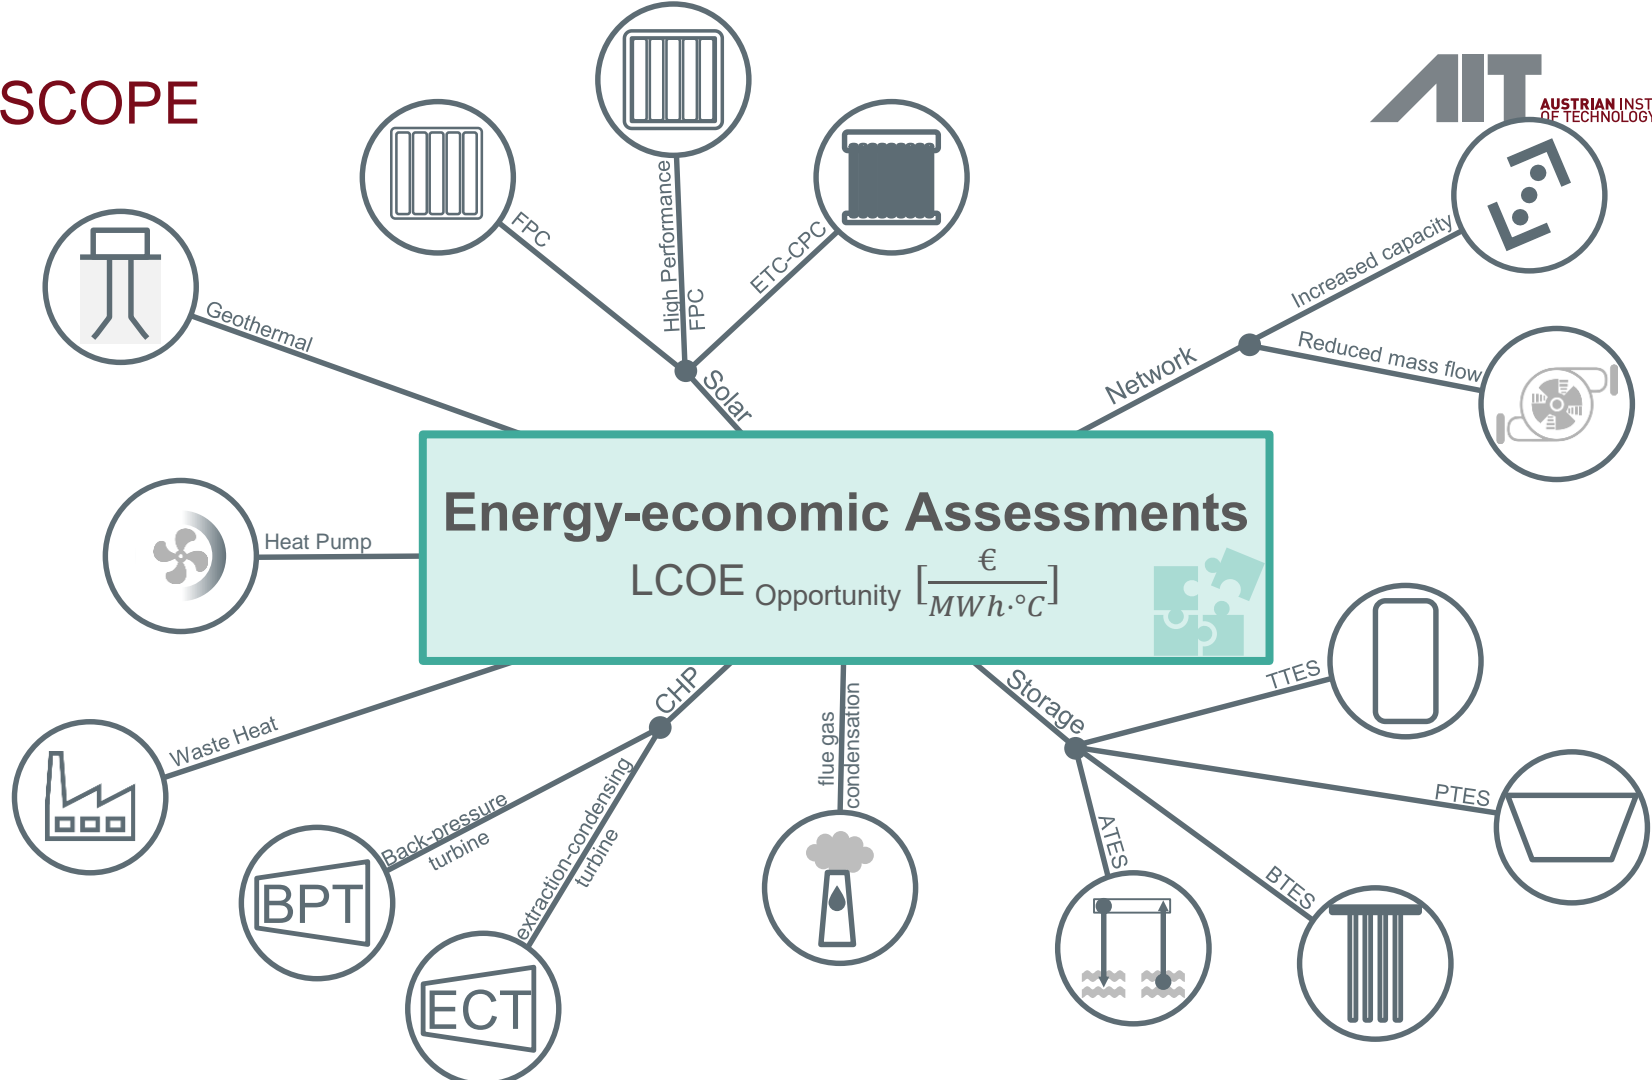 SCOPE
AIT
AUSTRIAN INST
OF TECHNOLOGY
FPC
High Performance
FPC
ETC-CPC
Solar
Geothermal
Increased capacity
Reduced mass flow
Network
Energy-economic Assessments
LCOE Opportunity [€/MWh·°C]
Heat Pump
Waste Heat
CHP
Back-pressure
turbine
BPT
extraction-condensing
turbine
ECT
flue gas
condensation
Storage
TTES
PTES
ATES
BTES